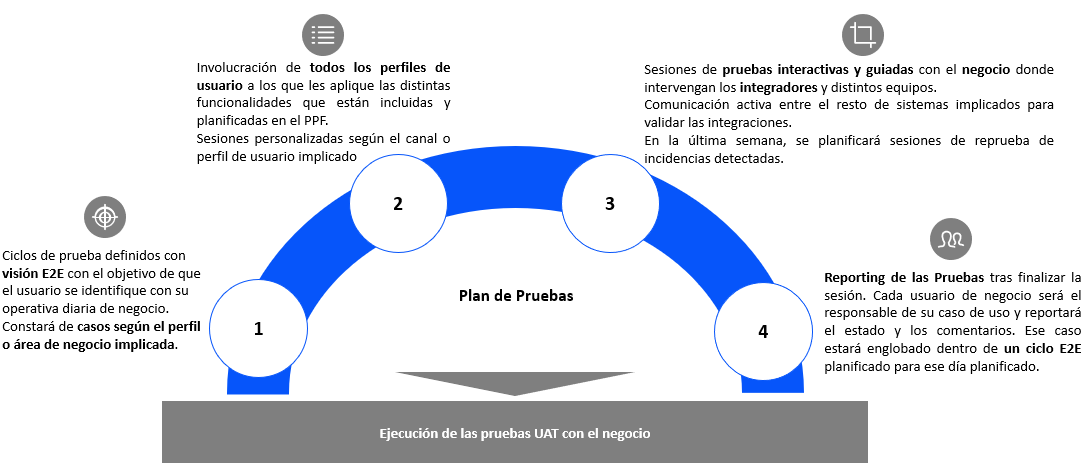 Ciclos de prueba definidos con
visión E2E con el objetivo de que
el usuario se identifique con su
operativa diaria de negocio.
Constará de casos según el perfil
o área de negocio implicada.
1
Involucración de todos los perfiles de
usuario a los que les aplique las distintas
funcionalidades que están incluidas y
planificadas en el PPF.
Sesiones personalizadas según el canal o
perfil de usuario implicado
2
Sesiones de pruebas interactivas y guiadas con el negocio donde
intervengan los integradores y distintos equipos.
Comunicación activa entre el resto de sistemas implicados para
validar las integraciones.
En la última semana, se planificará sesiones de reprueba de
incidencias detectadas.
3
Reporting de las Pruebas tras finalizar la
sesión. Cada usuario de negocio será el
responsable de su caso de uso y reportará
el estado y los comentarios. Ese caso
estará englobado dentro de un ciclo E2E
planificado para ese día planificado.
4
Plan de Pruebas
Ejecución de las pruebas UAT con el negocio